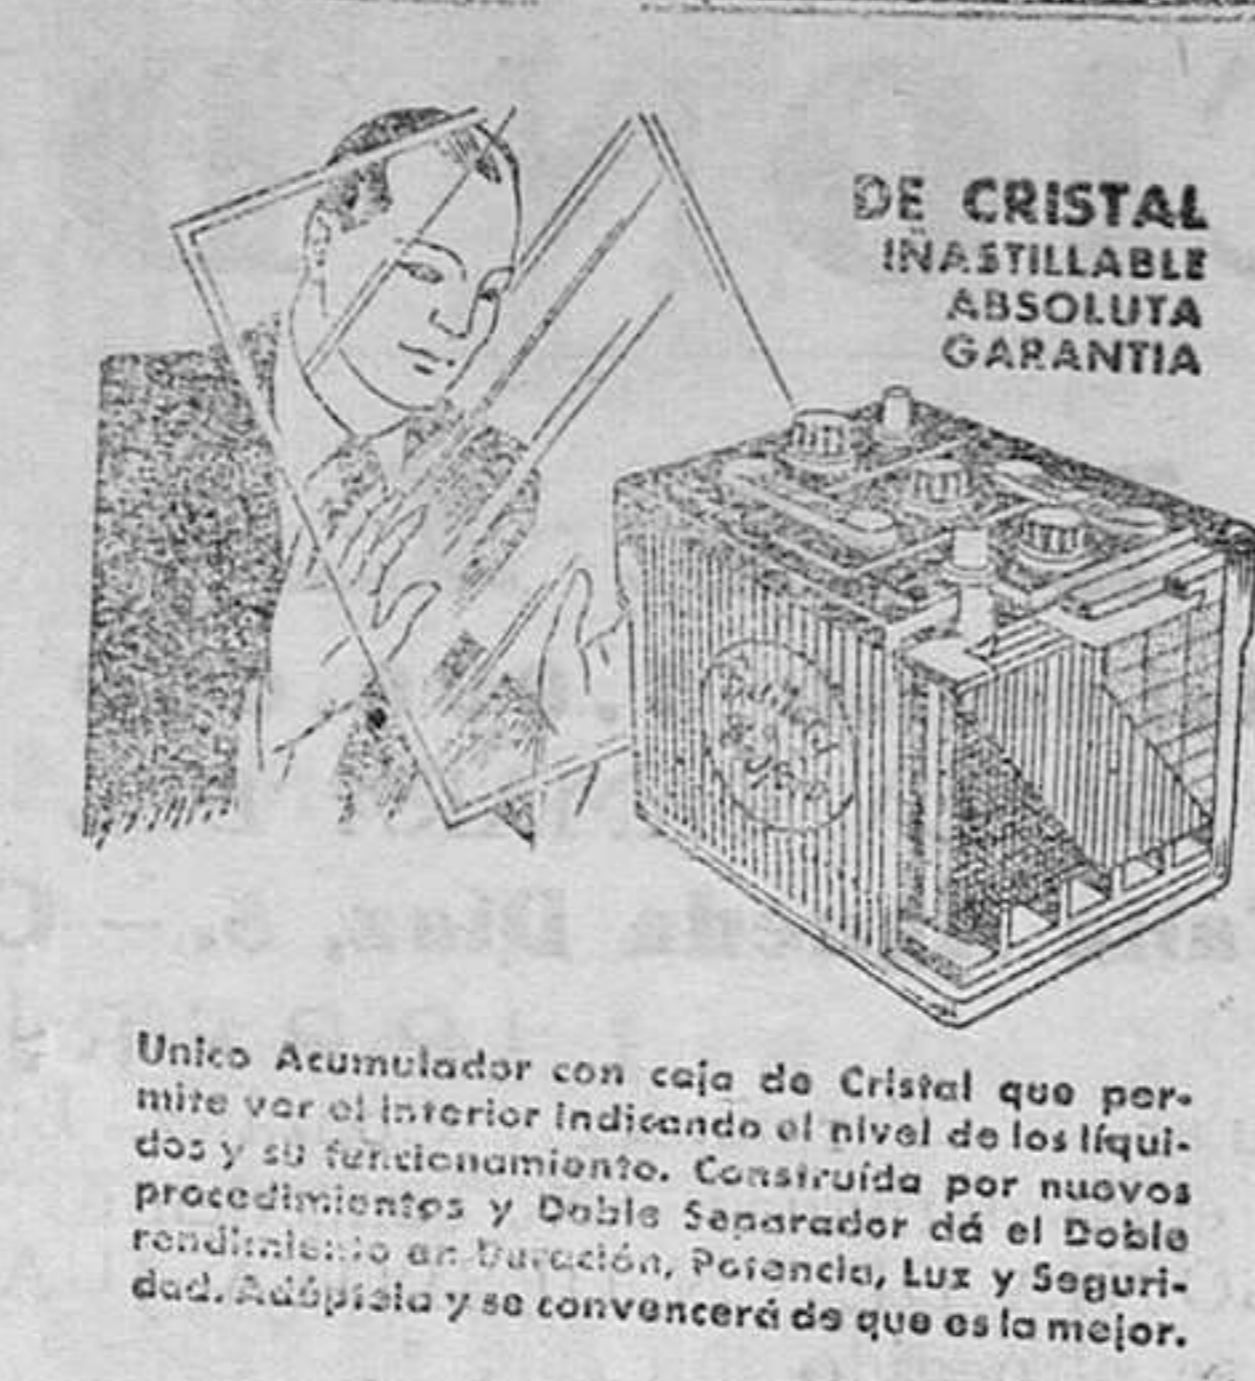 DE CRISTAL
INASTILLABLE
ABSOLUTA
GARANTIA
Unico Acumulador con caja de Cristal que per-
mite ver el interior indicando el nivel de los líqui-
dos y su funcionamiento. Construída por nuevos
procedimientos y Doble Separador dá el Doble
rendimiento en Duración, Potencia, Lux y Seguri-
dad. Adóptela y se convencerá de que es la mejor.